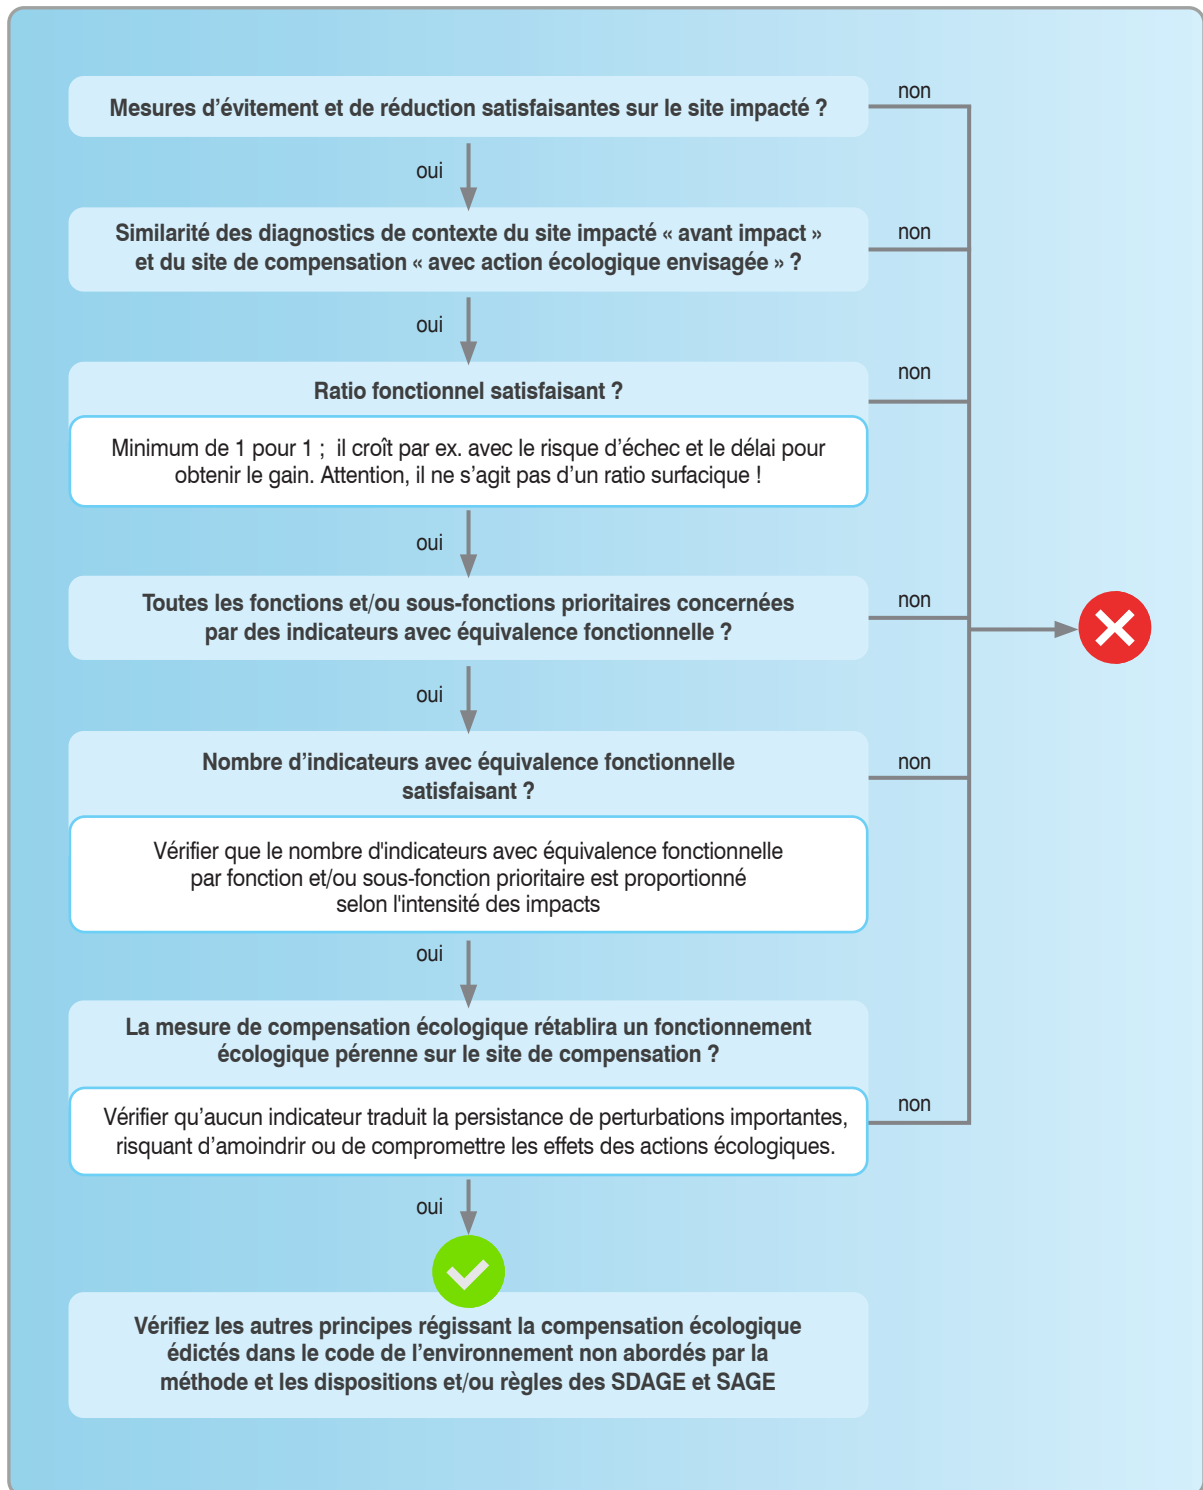 Mesures d’évitement et de réduction satisfaisantes sur le site impacté ?
non
oui
Similarité des diagnostics de contexte du site impacté « avant impact »
et du site de compensation « avec action écologique envisagée » ?
non
oui
Ratio fonctionnel satisfaisant ?
non
Minimum de 1 pour 1 ; il croît par ex. avec le risque d’échec et le délai pour
obtenir le gain. Attention, il ne s’agit pas d’un ratio surfacique !
oui
Toutes les fonctions et/ou sous-fonctions prioritaires concernées
par des indicateurs avec équivalence fonctionnelle ?
non
oui
Nombre d’indicateurs avec équivalence fonctionnelle
satisfaisant ?
non
Vérifier que le nombre d'indicateurs avec équivalence fonctionnelle
par fonction et/ou sous-fonction prioritaire est proportionné
selon l'intensité des impacts
oui
La mesure de compensation écologique rétablira un fonctionnement
écologique pérenne sur le site de compensation ?
Vérifier qu’aucun indicateur traduit la persistance de perturbations importantes,
risquant d’amoindrir ou de compromettre les effets des actions écologiques.
non
oui
Vérifiez les autres principes régissant la compensation écologique
édictés dans le code de l’environnement non abordés par la
méthode et les dispositions et/ou règles des SDAGE et SAGE